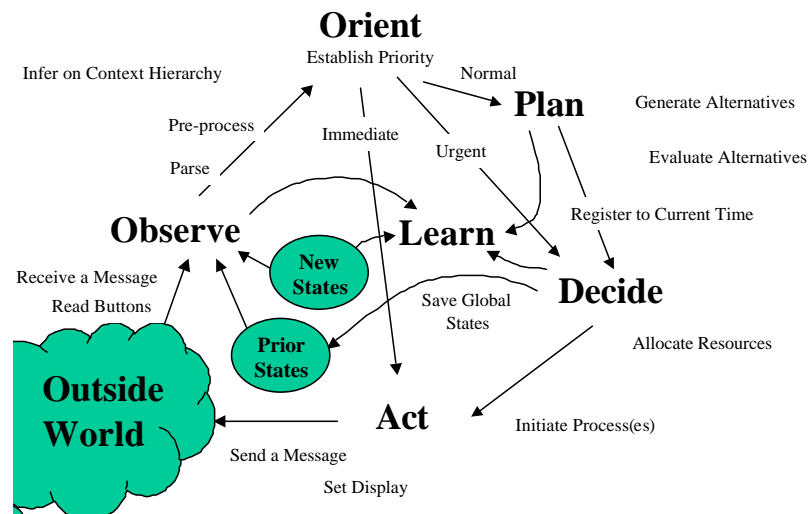 Orient
Establish Priority
Infer on Context Hierarchy
Normal
Plan
Generate Alternatives
Pre-process
Immediate
Urgent
Evaluate Alternatives
Parse
Observe
Learn
Register to Current Time
New
States
Receive a Message
Read Buttons
Save Global
States
Decide
Prior
States
Allocate Resources
Outside
World
Act
Initiate Process(es)
Send a Message
Set Display